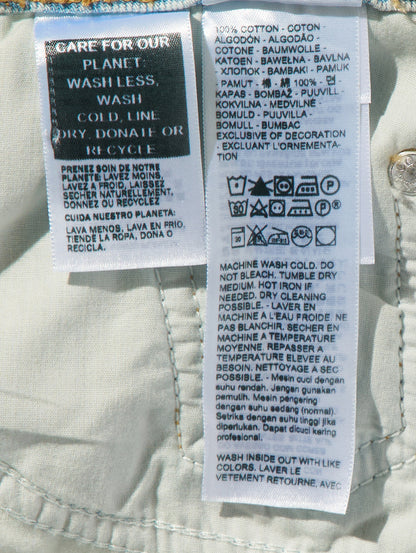 CARE FOR OUR
PLANET:
WASH LESS,
WASH
COLD, LINE
DRY, DONATE OR
RECYCLE
PRENEZ SOIN DE NOTRE
PLANETE: LAVEZ MOINS,
LAVEZ A FROID, LAISSEZ
SECHER NATURELLEMENT,
DONNEZ OU RECYCLEZ
CUIDA NUESTRO PLANETA:
LAVA MENOS, LAVA EN FRIO,
TIENDE LA ROPA, DONA O
RECICLA.
100% COTTON - COTON -
ALGODON - ALGODÃO -
COTONE - BAUMWOLLE -
KATOEN - BAWEŁNA - BAVLNA
- ХЛОПОК - BAMBAKI - PAMUK
- PAMUT - 棉 - 綿 100% - 면 -
KAPAS - BOMBAŽ - PUUVILL -
KOKVILNA - MEDVILNĖ -
BOMULD - PUUVILLA -
BOMULL - BUMBAC
EXCLUSIVE OF DECORATION
- EXCLUANT L'ORNEMENTA-
TION
MACHINE WASH COLD. DO
NOT BLEACH. TUMBLE DRY
MEDIUM. HOT IRON IF
NEEDED. DRY CLEANING
POSSIBLE. - LAVER EN
MACHINE A L'EAU FROIDE. NE
PAS BLANCHIR. SECHER EN
MACHINE A TEMPERATURE
MOYENNE. REPASSER A
TEMPERATURE ELEVEE AU
BESOIN. NETTOYAGE A SEC
POSSIBLE. - Mesin cuci dengan
suhu rendah. Jangan gunakan
pemutih. Mesin pengering
dengan suhu sedang (normal).
Setrika dengan suhu tinggi jika
diperlukan. Dapat dicuci kering
profesional.
WASH INSIDE OUT WITH LIKE
COLORS. LAVER LE
VETEMENT RETOURNE, AVEC